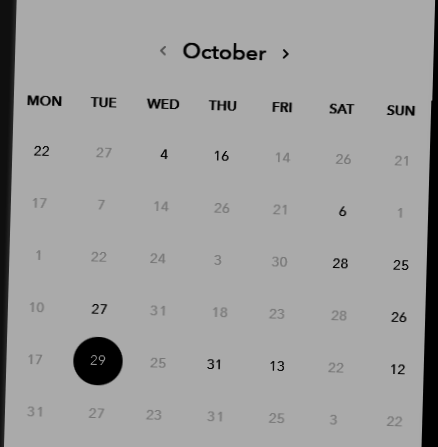 < October >
MON TUE WED THU FRI SAT SUN
22 27 4 16 14 26 21
17 7 14 26 21 6 1
1 22 24 3 30 28 25
10 27 31 18 23 28 26
17 29 25 31 13 22 12
31 27 23 31 25 3 22